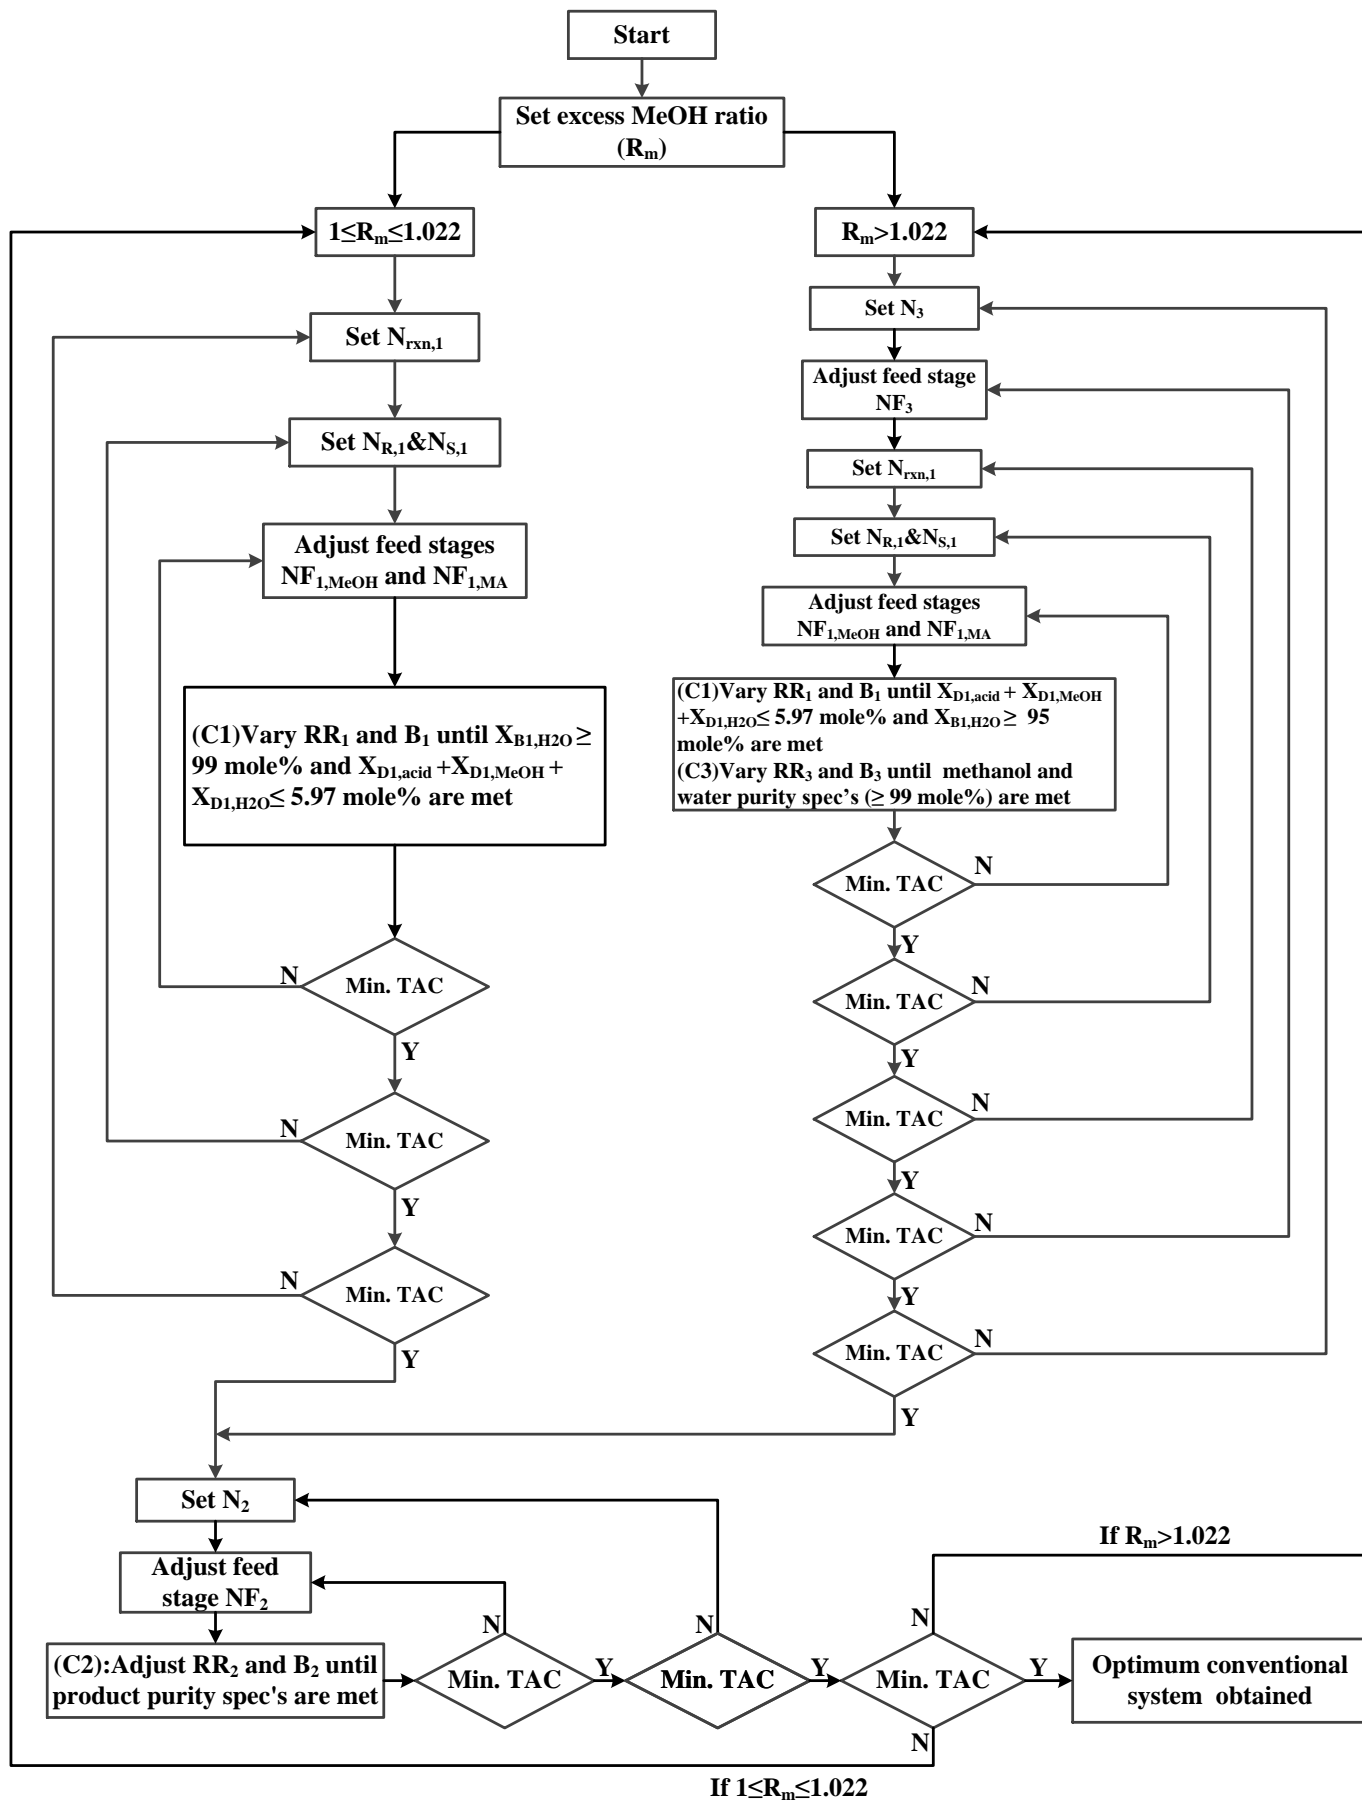 Start
Set excess MeOH ratio
(Rm)
1≤Rm≤1.022
Set Nrxn,1
Set NR,1&NS,1
Adjust feed stages
NF1,MeOH and NF1,MA
(C1)Vary RR1 and B1 until XB1,H2O ≥
99 mole% and XD1,acid +XD1,MeOH +
XD1,H2O≤ 5.97 mole% are met
Min. TAC
N
Y
Min. TAC
N
Y
Min. TAC
N
Y
Rm>1.022
Set N3
Adjust feed stage
NF3
Set Nrxn,1
Set NR,1&NS,1
Adjust feed stages
NF1,MeOH and NF1,MA
(C1)Vary RR1 and B1 until XD1,acid + XD1,MeOH
+XD1,H2O≤ 5.97 mole% and XB1,H2O ≥ 95
mole% are met
(C3)Vary RR3 and B3 until methanol and
water purity spec's (≥ 99 mole%) are met
Min. TAC
N
Y
Min. TAC
N
Y
Min. TAC
N
Y
Min. TAC
N
Y
Min. TAC
N
Y
Set N2
Adjust feed
stage NF2
(C2):Adjust RR2 and B2 until
product purity spec's are met
Min. TAC
N
Y
Min. TAC
N
Y
Min. TAC
N
If Rm>1.022
Y
N
If 1≤Rm≤1.022
Optimum conventional
system obtained